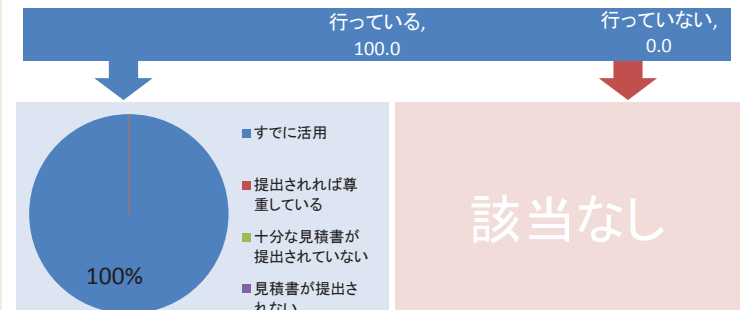 行っている,
100.0
行っていない,
0.0
すでに活用
提出されれば尊
重している
十分な見積書が
提出されていない
見積書が提出さ
れない
100%
該当なし